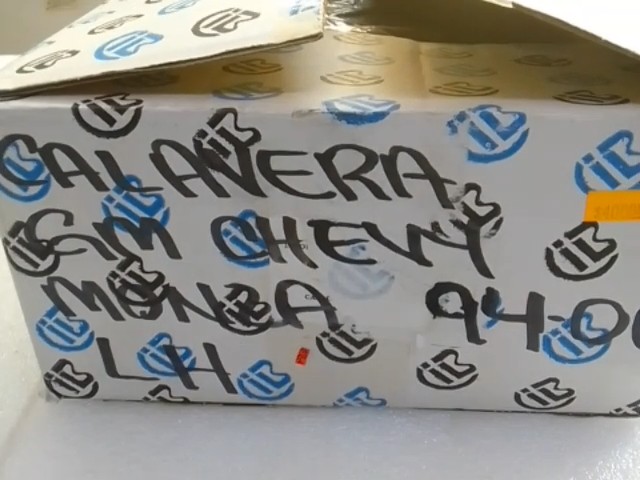 CALAVERA
GM CHEVY
MONZA 94-0
LH